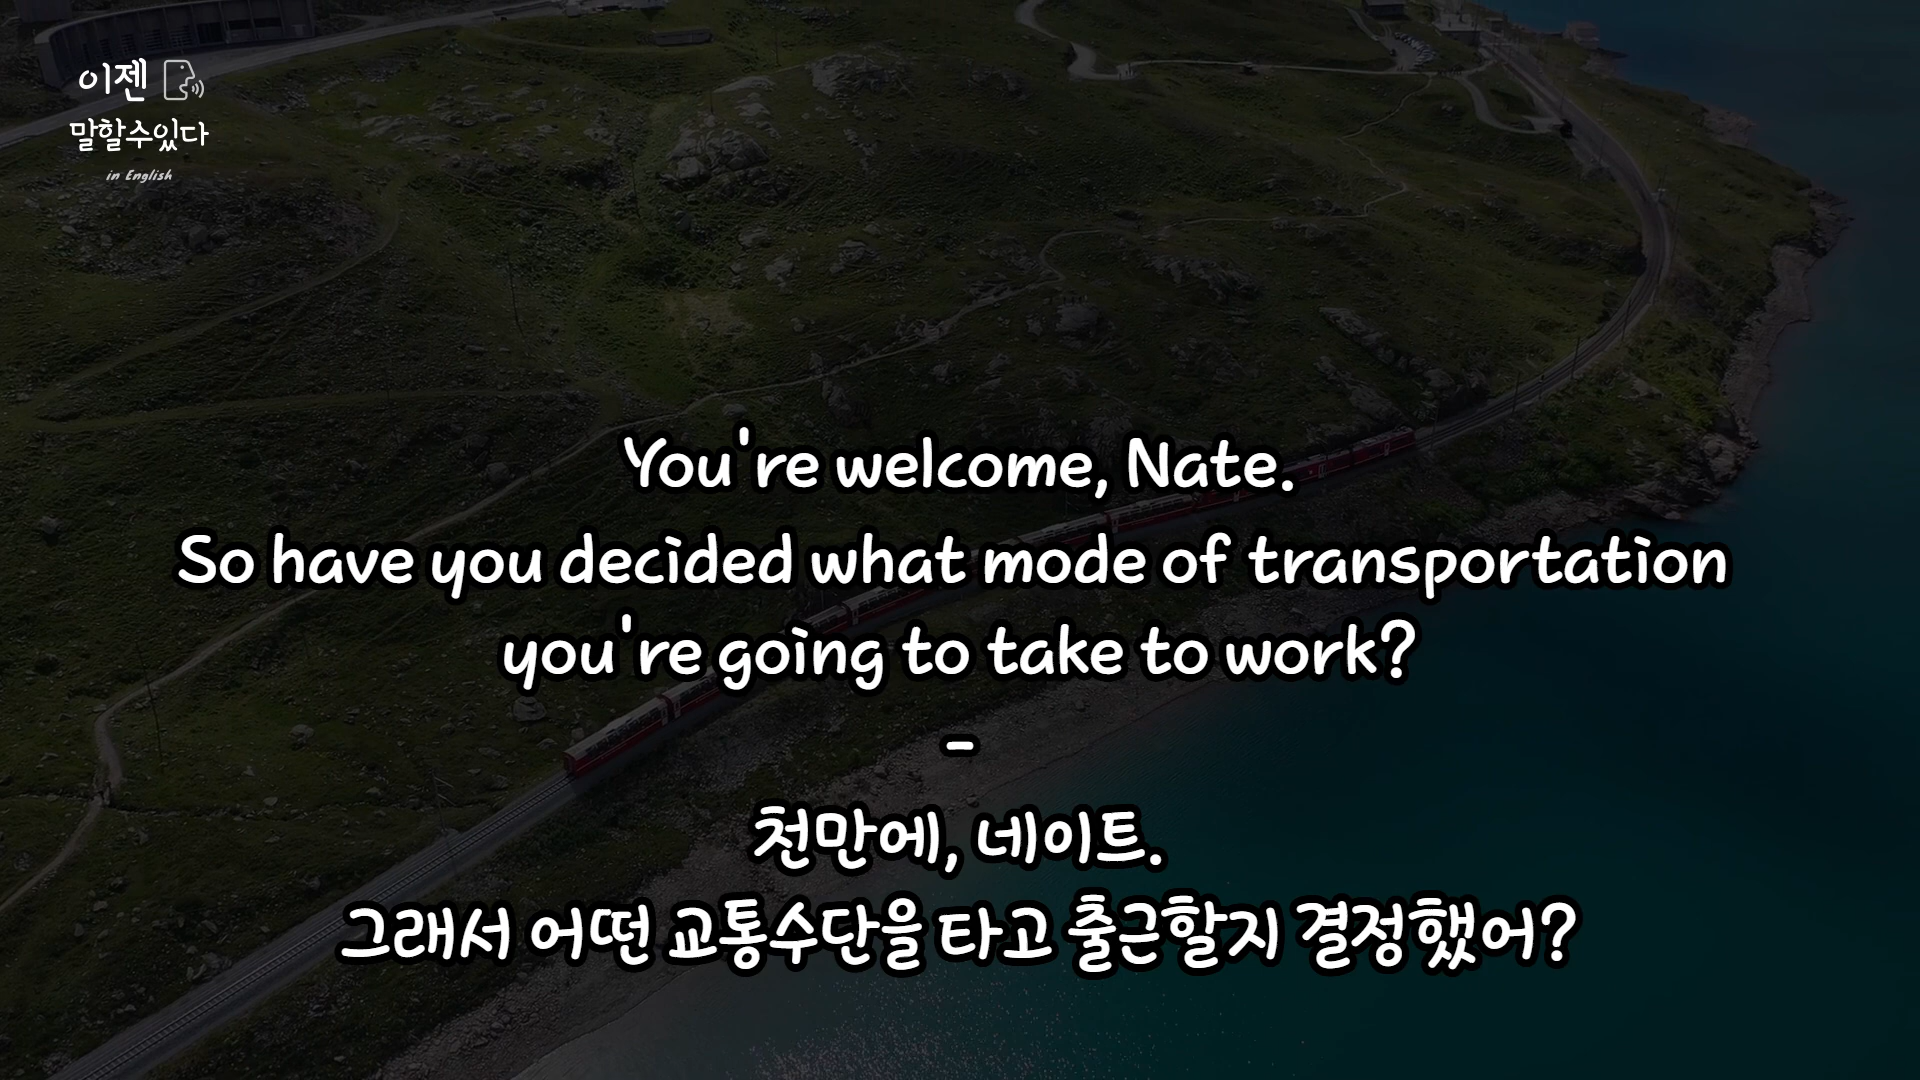 이젠
말할수있다
in English
You're welcome, Nate.
So have you decided what mode of transportation
you're going to take to work?
-
천만에, 네이트.
그래서 어떤 교통수단을 타고 출근할지 결정했어?